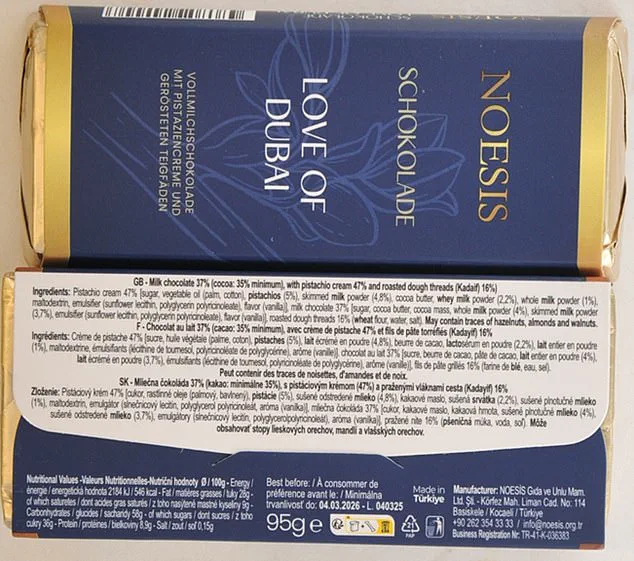 NOESIS
SCHOKOLADE
LOVE OF
DUBAI
VOLLMILCHSCHOKOLADE
MIT PISTAZIENCREME UND
GERÖSTETEN TEIGFÄDEN
GB - Milk chocolate 37% (cocoa: 35% minimum), with pistachio cream 47% and roasted dough threads (Kadaif) 16%
Ingredients: Pistachio cream 47% [sugar, vegetable oil (palm, cotton), pistachios (5%), skimmed milk powder (4,8%), cocoa butter, whey milk powder (2,2%), whole milk powder (1%),
maltodextrin, emulsifier (sunflower lecithin, polyglycerin polyricinoleate), flavor (vanilla)], milk chocolate 37% [sugar, cocoa butter, cocoa mass, whole milk powder (4%), skimmed milk powder
(3,7%), emulsifier (sunflower lecithin, polyglycerin polyricinoleate), flavor (vanilla)], roasted dough threads 16% (wheat flour, water, salt). May contain traces of hazelnuts, almonds and walnuts.
F - Chocolat au lait 37% (cacao: 35% minimum), avec crème de pistache 47% et fils de pâte torréfiés (Kadayif) 16%
Ingrédients: Crème de pistache 47% [sucre, huile végétale (palme, coton), pistaches (5%), lait écrémé en poudre (4,8%), beurre de cacao, lactosérum en poudre (2,2%), lait entier en poudre
(1%), maltodextrine, émulsifiants (lécithine de tournesol, polyricinoléate de polyglycérine), arôme (vanille)], chocolat au lait 37% [sucre, beurre de cacao, pâte de cacao, lait entier en poudre (4%),
lait écrémé en poudre (3,7%), émulsifiants (lécithine de tournesol, polyricinoléate de polyglycérine), arôme (vanille)], fils de pâte grillés 16% (farine de blé, eau, sel).
Peut contenir des traces de noisettes, d'amandes et de noix.
SK - Mliečna čokoláda 37% (kakao: minimálne 35%), s pistáciovým krémom (47%) a praženými vláknami cesta (Kadayif) 16%
Zloženie: Pistáciový krém 47% [cukor, rastlinné oleje (palmový, bavlnený), pistácie (5%), sušené odstredené mlieko (4,8%), kakaové maslo, sušená srvátka (2,2%), sušené plnotučné mlieko
(1%), maltodextrín, emulgátor (slnečnicový lecitín, polyglycerol polyricinoleát, aróma (vanilka)], mliečna čokoláda 37% [cukor, kakaové maslo, kakaová hmota, sušené plnotučné mlieko (4%),
sušené odstredené mlieko (3,7%), emulgátory (slnečnicový lecitín, polyglycerolpolyricinoleát), aróma (vanilka)], pražené nite 16% (pšeničná múka, voda, soľ). Môže
obsahovať stopy lieskových orechov, mandlí a vlašských orechov.
Nutritional Values -Valeurs Nutritionnelles-Nutričné hodnoty Ø / 100g - Energy /
énergie / energetická hodnota 2184 kJ / 546 kcal - Fat / matières grasses / tuky 28g -
of which saturates / dont acides gras saturés / z toho nasýtené mastné kyseliny 9g -
Carbohydrates / glucides / sacharidy 58g - of which sugars / dont sucres / z toho
cukry 36g - Protein / protéines / bielkoviny 8,9g - Salt / zout / soľ 0,15g
Best before: / À consommer de
préférence avant le: / Minimálna
trvanlivosť do: 04.03.2026 - L. 040325
95g e
21
PAP
Made in
Türkiye
Manufacturer: NOESİS Gıda ve Unlu Mam.
Ltd. Şti. - Körfez Mah. Liman Cad. No: 114
Basiskele / Kocaeli / Türkiye
+90 262 354 33 33 / info@noesis.org.tr
Business Registration Nr: TR-41-K-036383